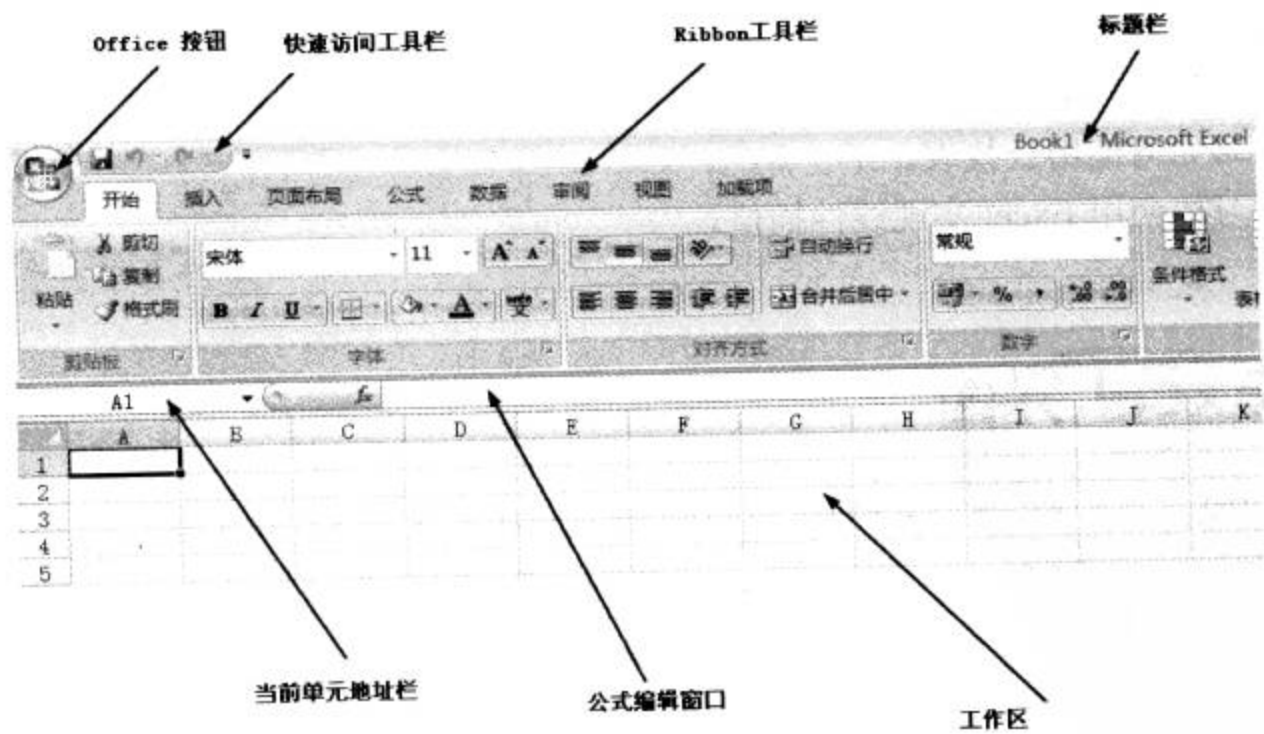 Office 按钮 快速访问工具栏 Ribbon工具栏 标题栏
Book1 - Microsoft Excel
开始 插入 页面布局 公式 数据 审阅 视图 加载项
剪切
复制
格式刷
粘贴
宋体 11 A A
B I U A
自动换行
合并后居中
常规
%
条件格式
剪贴板 字体 对齐方式 数字
A1 fx
A B C D E F G H I J K
1
2
3
4
5
当前单元地址栏 公式编辑窗口 工作区